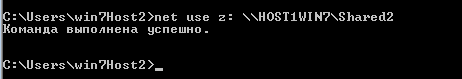 C:\Users\win7Host2>net use z: \\HOST1WIN7\Shared2
Команда выполнена успешно.
C:\Users\win7Host2>_